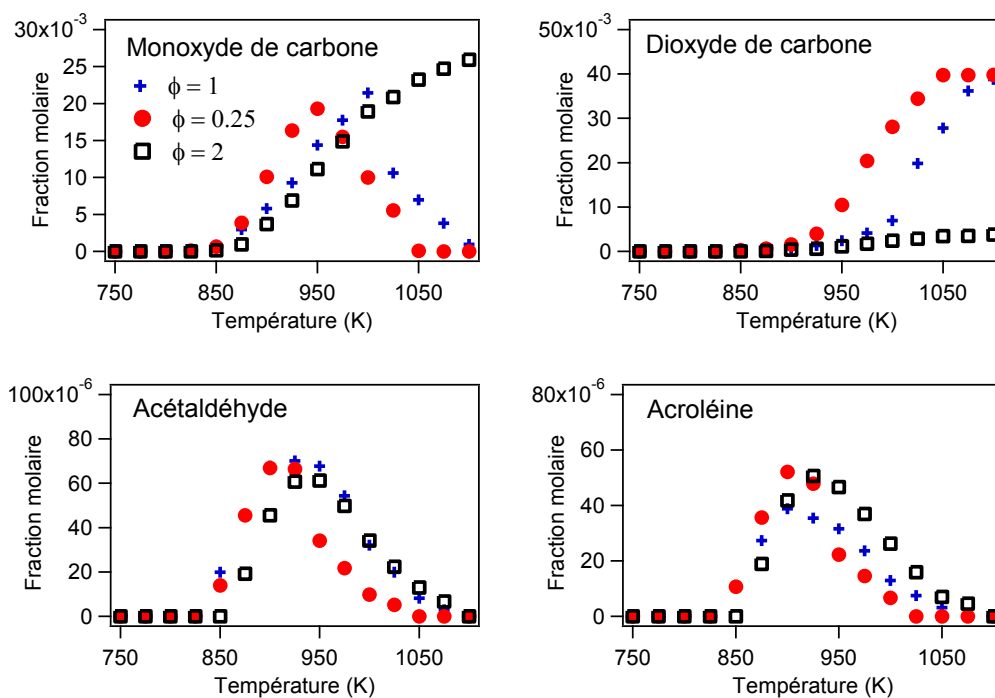 30x10⁻³
25
20
15
10
5
0
Fraction molaire
Monoxyde de carbone
ϕ = 1
ϕ = 0.25
ϕ = 2
750 850 950 1050
Température (K)
50x10⁻³
40
30
20
10
0
Fraction molaire
Dioxyde de carbone
750 850 950 1050
Température (K)
100x10⁻⁶
80
60
40
20
0
Fraction molaire
Acétaldéhyde
750 850 950 1050
Température (K)
80x10⁻⁶
60
40
20
0
Fraction molaire
Acroléine
750 850 950 1050
Température (K)